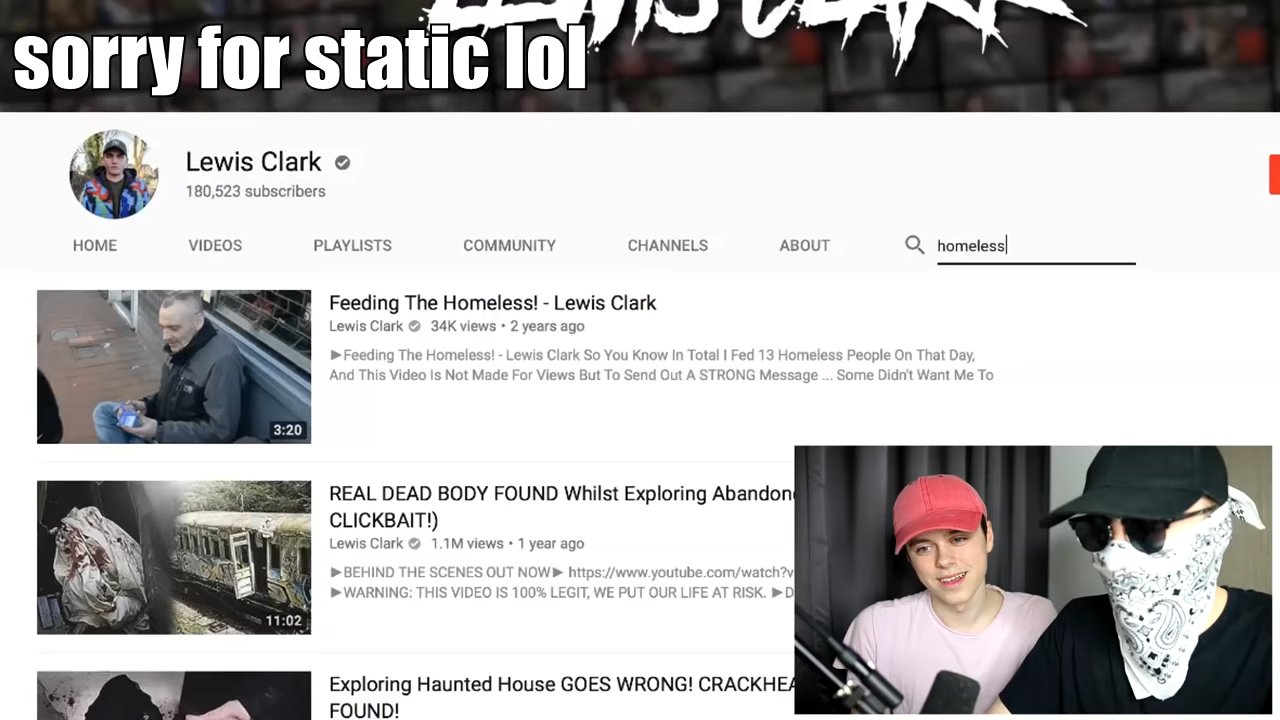 LEWIS CLARK
sorry for static lol
Lewis Clark
180,523 subscribers
HOME VIDEOS PLAYLISTS COMMUNITY CHANNELS ABOUT homeless
Feeding The Homeless! - Lewis Clark
Lewis Clark 34K views • 2 years ago
►Feeding The Homeless! - Lewis Clark So You Know In Total I Fed 13 Homeless People On That Day,
And This Video Is Not Made For Views But To Send Out A STRONG Message ... Some Didn't Want Me To
3:20
REAL DEAD BODY FOUND Whilst Exploring Abandon
CLICKBAIT!)
Lewis Clark 1.1M views • 1 year ago
►BEHIND THE SCENES OUT NOW► https://www.youtube.com/watch?v
►WARNING: THIS VIDEO IS 100% LEGIT, WE PUT OUR LIFE AT RISK. ►D
11:02
Exploring Haunted House GOES WRONG! CRACKHEA
FOUND!